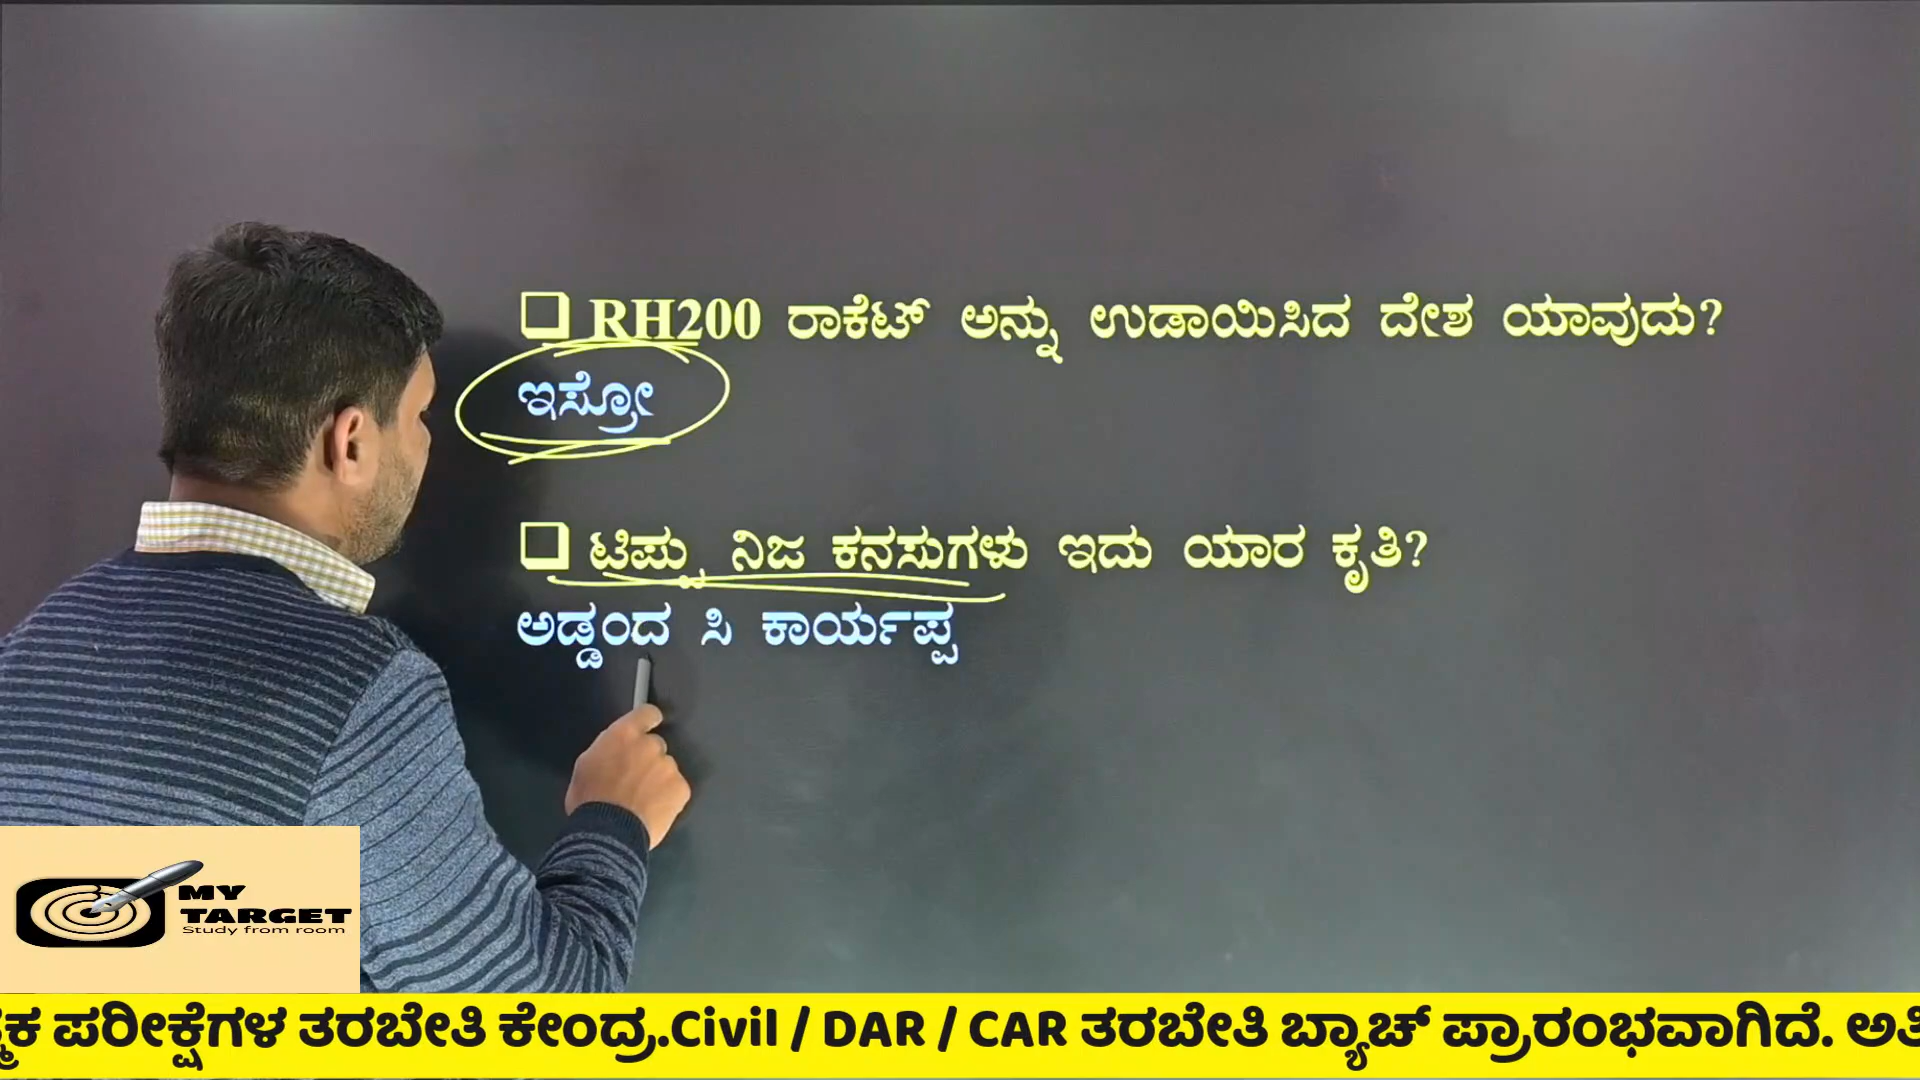 RH200 ರಾಕೆಟ್ ಅನ್ನು ಉಡಾಯಿಸಿದ ದೇಶ ಯಾವುದು?
ಇಸ್ರೋ
ಟಿಪ್ಪು ನಿಜ ಕನಸುಗಳು ಇದು ಯಾರ ಕೃತಿ?
ಅಡ್ಡಂದ ಸಿ ಕಾರ್ಯಪ್ಪ
MY
TARGET
Study from room
ಪರೀಕ್ಷೆಗಳ ತರಬೇತಿ ಕೇಂದ್ರ.Civil / DAR / CAR ತರಬೇತಿ ಬ್ಯಾಚ್ ಪ್ರಾರಂಭವಾಗಿದೆ.